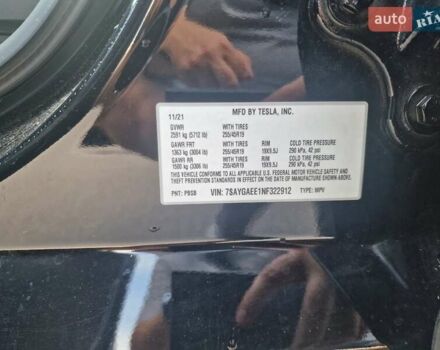 auto RIA
11/21 MFD BY TESLA, INC.
GVWR WITH TIRES
2591 kg (5712 lb) 255/45R19
GAWR FRT WITH TIRES RIM COLD TIRE PRESSURE
1363 kg (3004 lb) 255/45R19 19X9.5J 290 kPa, 42 psi
GAWR RR WITH TIRES RIM COLD TIRE PRESSURE
1500 kg (3306 lb) 255/45R19 19X9.5J 290 kPa, 42 psi
THIS VEHICLE CONFORMS TO ALL APPLICABLE U.S. FEDERAL MOTOR VEHICLE SAFETY
AND THEFT PREVENTION STANDARDS IN EFFECT ON THE DATE OF MANUFACTURE SHOWN ABOVE.
PNT: PBSB VIN: 7SAYGAEE1NF322912 TYPE: MPV